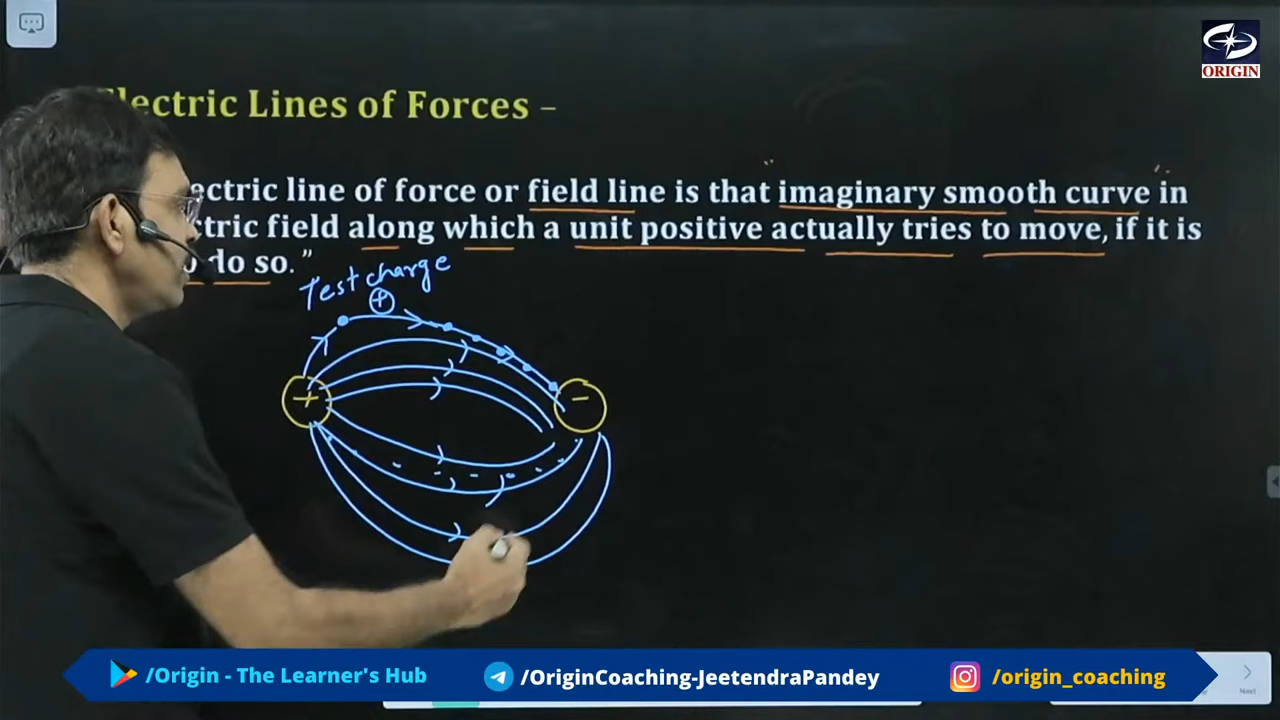 ORIGIN
Electric Lines of Forces –
ectric line of force or field line is that imaginary smooth curve in
ctric field along which a unit positive actually tries to move, if it is
do so.”
Test charge
+
+
–
/Origin - The Learner's Hub
/OriginCoaching-JeetendraPandey
/origin_coaching
Next